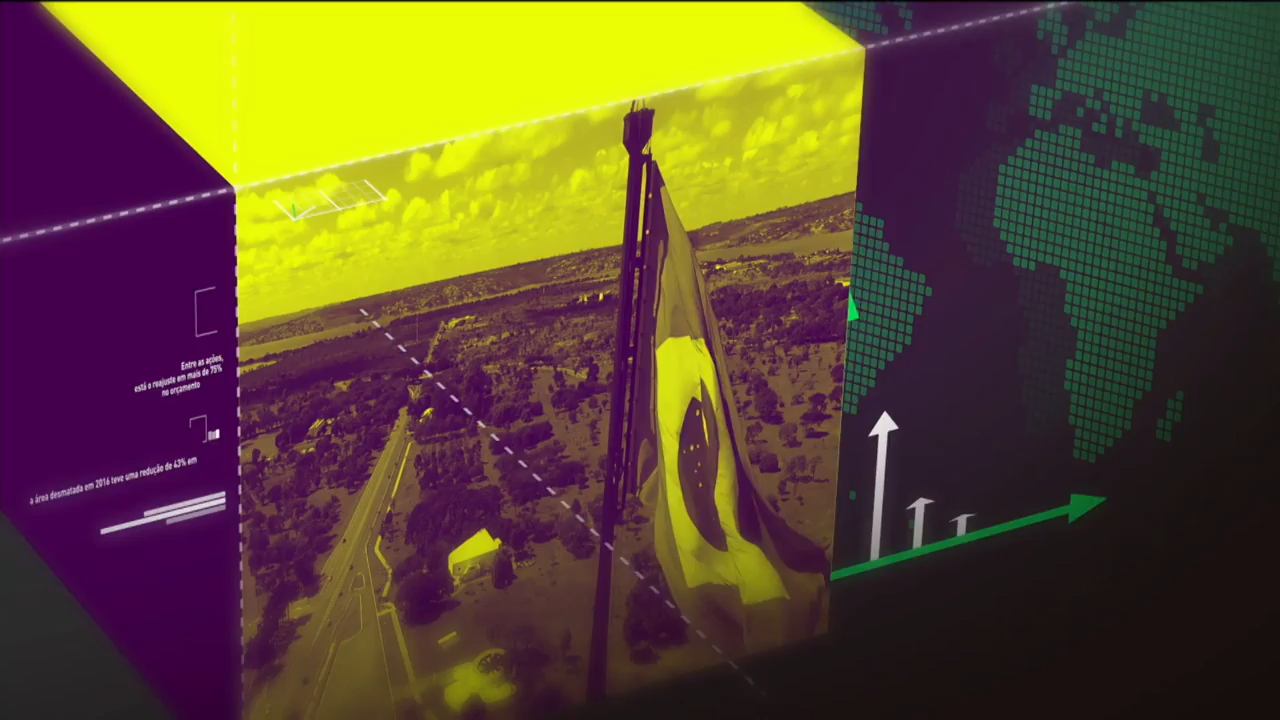 Entre as ações,
está o reajuste em mais de 75%
no orçamento
a área desmatada em 2016 teve uma redução de 43% em